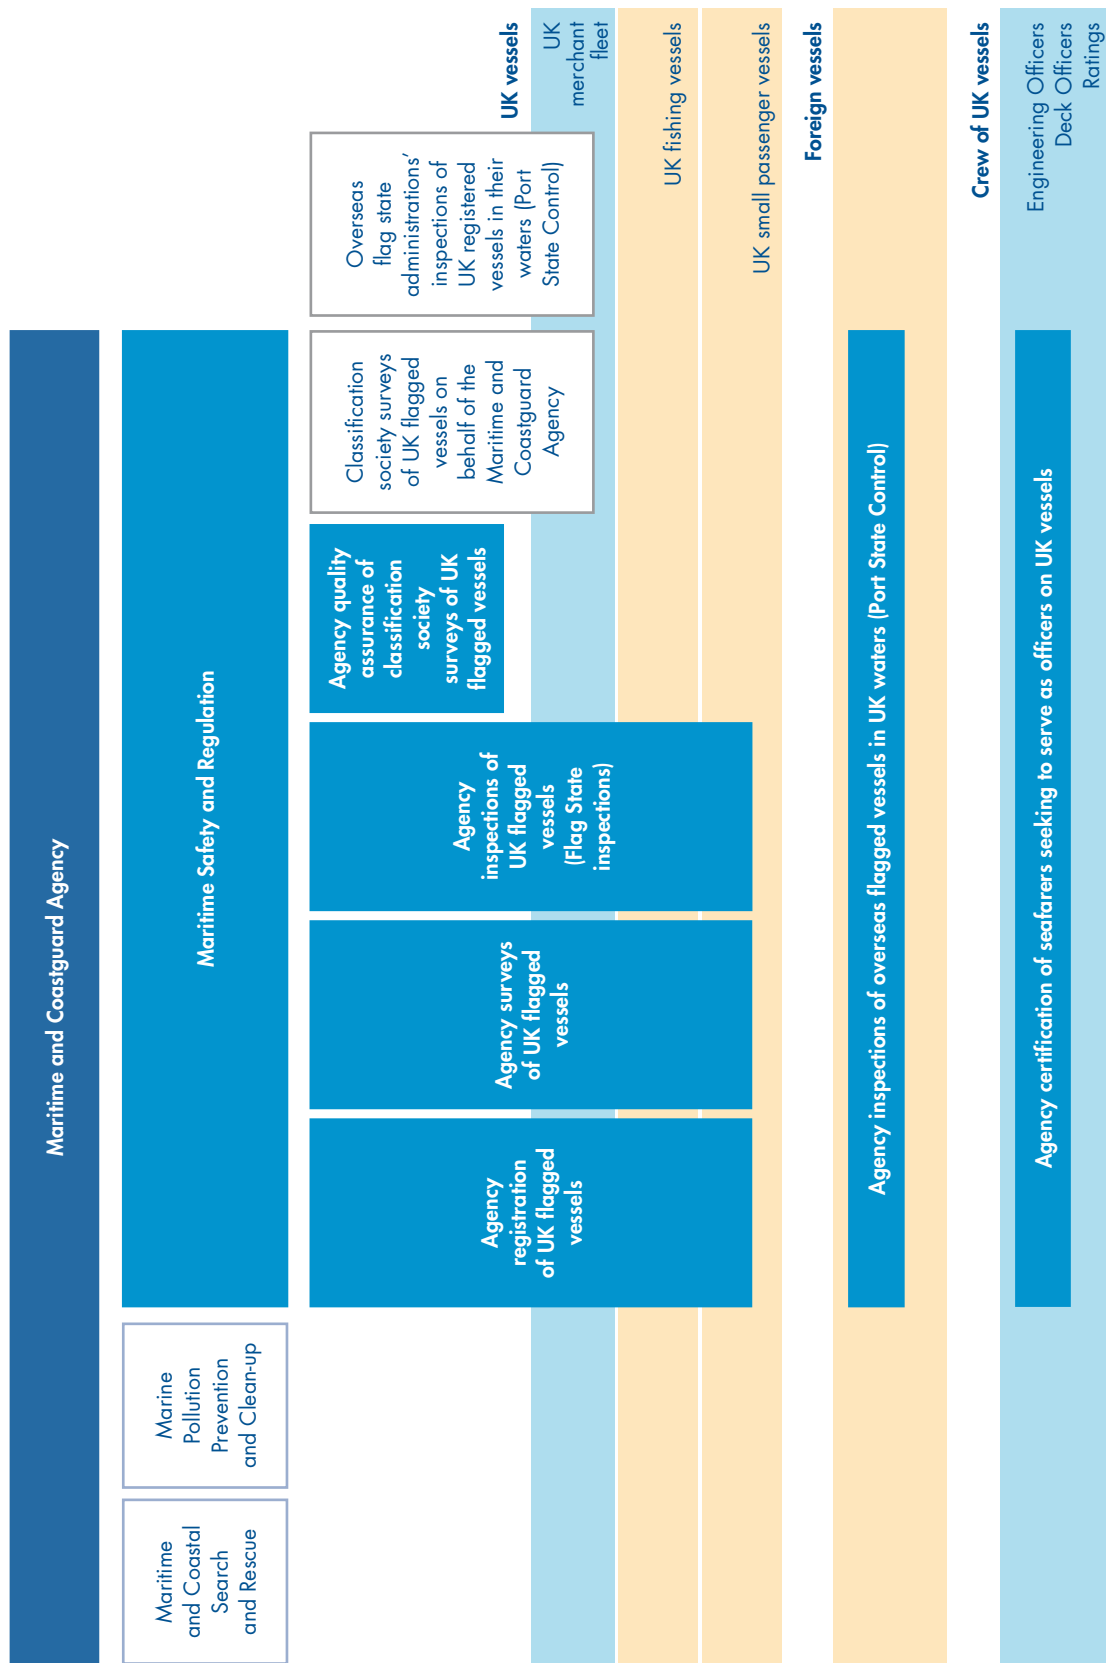 Maritime and Coastguard Agency
Maritime
and Coastal
Search
and Rescue
Marine
Pollution
Prevention
and Clean-up
Maritime Safety and Regulation
Agency
registration
of UK flagged
vessels
Agency surveys
of UK flagged
vessels
Agency
inspections of
UK flagged
vessels
(Flag State
inspections)
Agency quality
assurance of
classification
society
surveys of UK
flagged vessels
Classification
society surveys
of UK flagged
vessels on
behalf of the
Maritime and
Coastguard
Agency
Overseas
flag state
administrations’
inspections of
UK registered
vessels in their
waters (Port
State Control)
UK vessels
UK
merchant
fleet
UK fishing vessels
UK small passenger vessels
Foreign vessels
Agency inspections of overseas flagged vessels in UK waters (Port State Control)
Crew of UK vessels
Agency certification of seafarers seeking to serve as officers on UK vessels
Engineering Officers
Deck Officers
Ratings